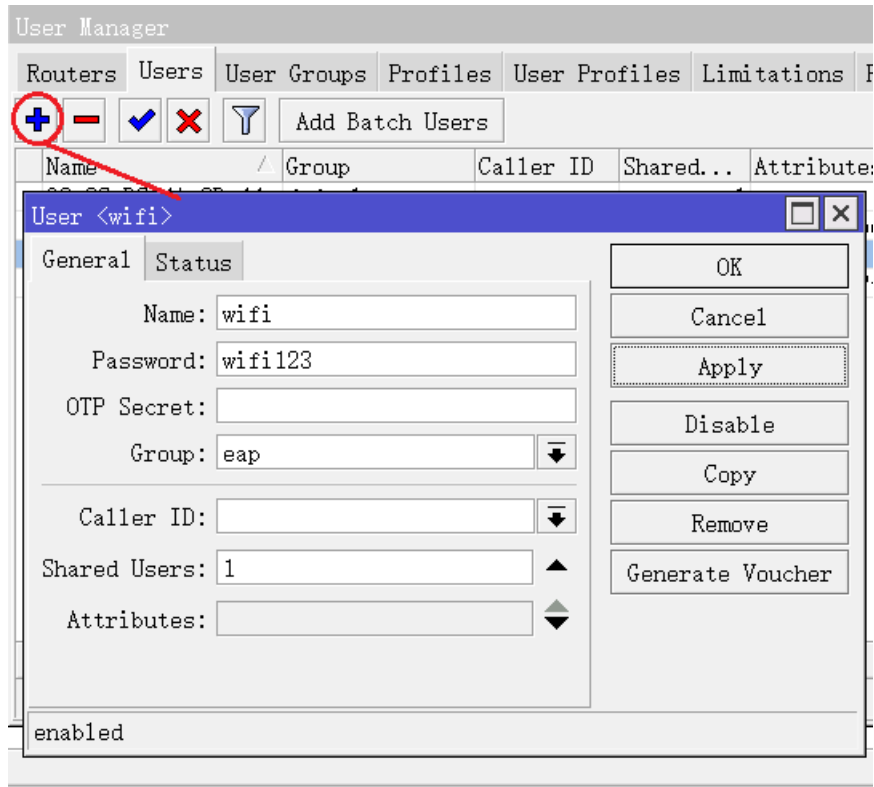 User Manager
Routers Users User Groups Profiles User Profiles Limitations
Add Batch Users
Name Group Caller ID Shared... Attribute
User <wifi>
General Status
Name: wifi
Password: wifi123
OTP Secret:
Group: eap
Caller ID:
Shared Users: 1
Attributes:
OK
Cancel
Apply
Disable
Copy
Remove
Generate Voucher
enabled